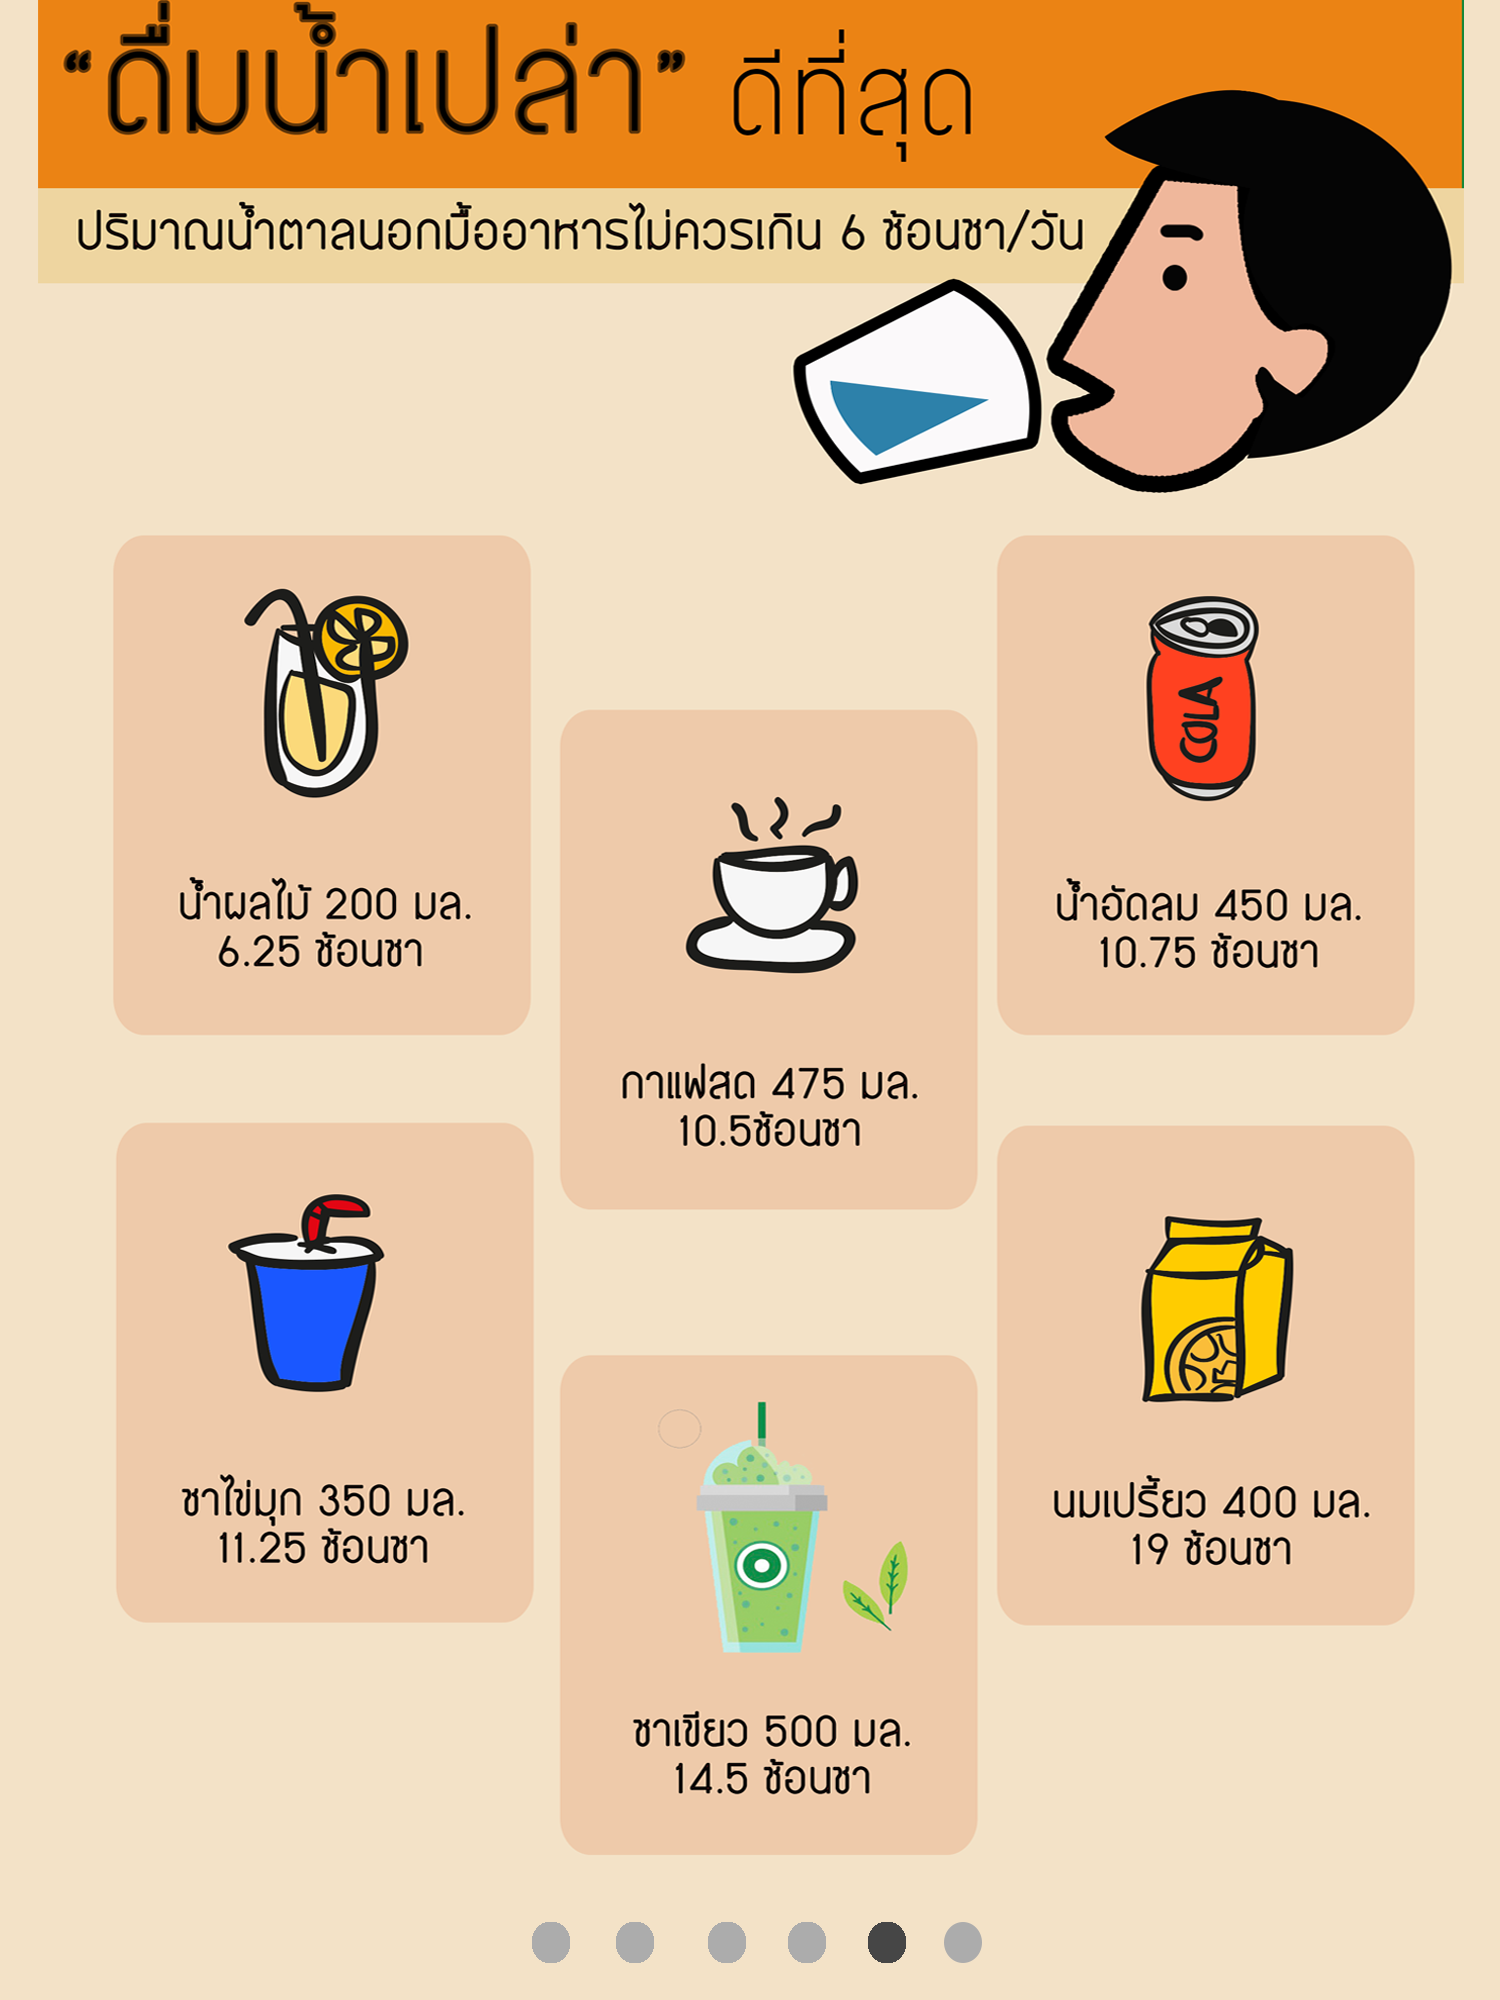 “ดื่มน้ำเปล่า” ดีที่สุด
ปริมาณน้ำตาลนอกมื้ออาหารไม่ควรเกิน 6 ช้อนชา/วัน
น้ำผลไม้ 200 มล.
6.25 ช้อนชา
COLA
น้ำอัดลม 450 มล.
10.75 ช้อนชา
กาแฟสด 475 มล.
10.5ช้อนชา
ชาไข่มุก 350 มล.
11.25 ช้อนชา
นมเปรี้ยว 400 มล.
19 ช้อนชา
ชาเขียว 500 มล.
14.5 ช้อนชา